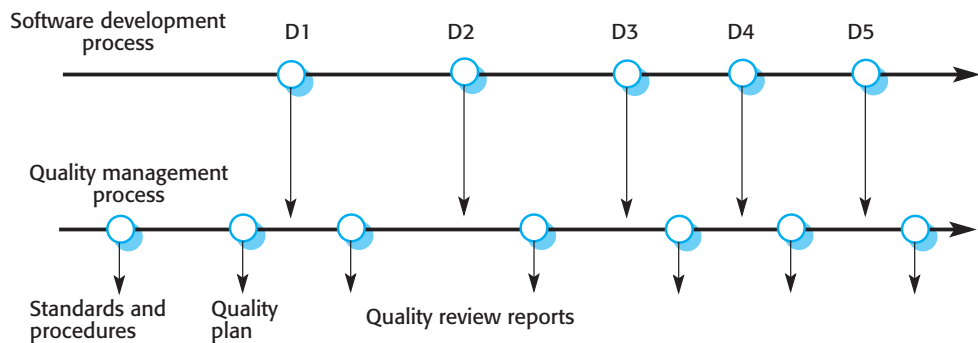 Software development
process
D1
D2
D3
D4
D5
Quality management
process
Standards and
procedures
Quality
plan
Quality review reports